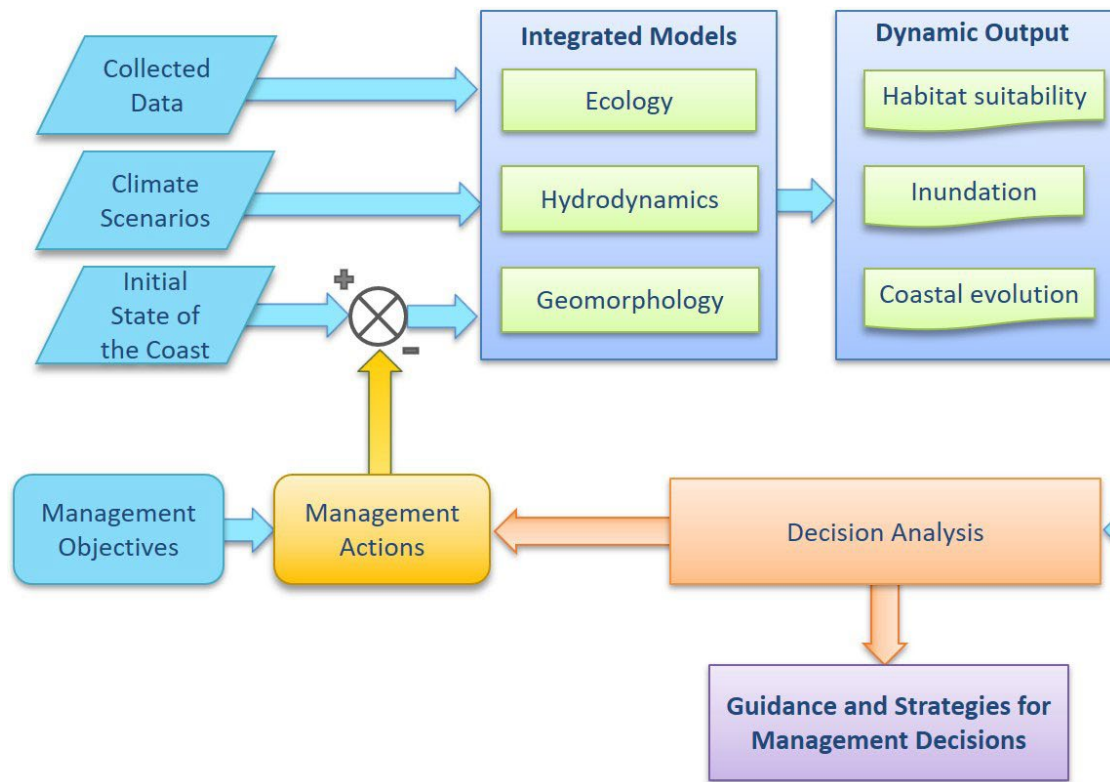 Collected
Data
Climate
Scenarios
Initial
State of
the Coast
+
-
Integrated Models
Ecology
Hydrodynamics
Geomorphology
Dynamic Output
Habitat suitability
Inundation
Coastal evolution
Management
Objectives
Management
Actions
Decision Analysis
Guidance and Strategies for
Management Decisions